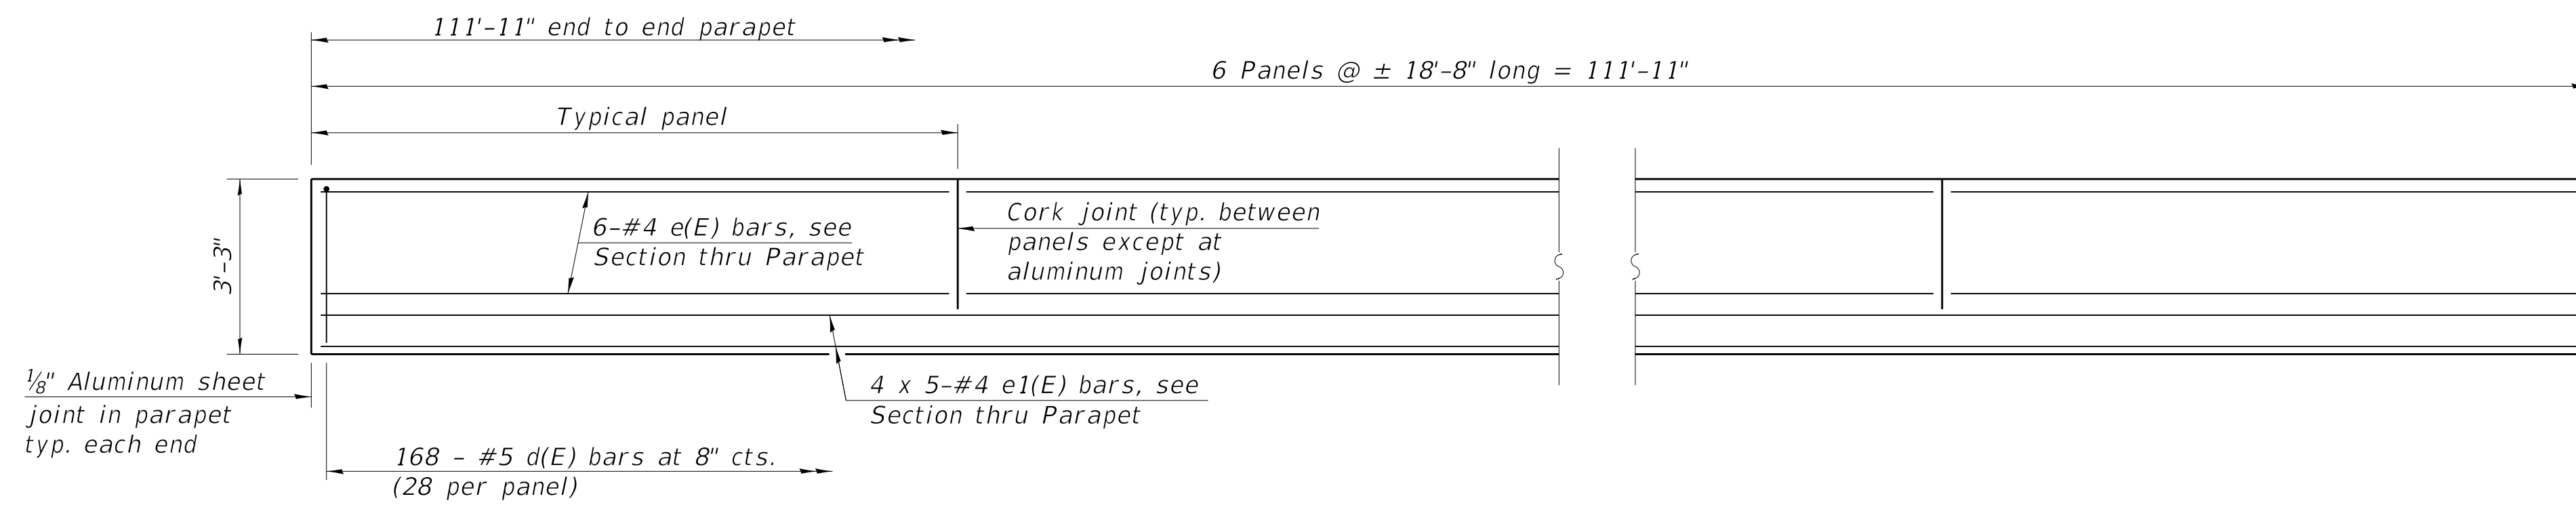 111'-11" end to end parapet
6 Panels @ ± 18'-8" long = 111'-11"
Typical panel
3'-3"
6-#4 e(E) bars, see
Section thru Parapet
Cork joint (typ. between
panels except at
aluminum joints)
⅛" Aluminum sheet
joint in parapet
typ. each end
4 x 5-#4 e1(E) bars, see
Section thru Parapet
168 - #5 d(E) bars at 8" cts.
(28 per panel)